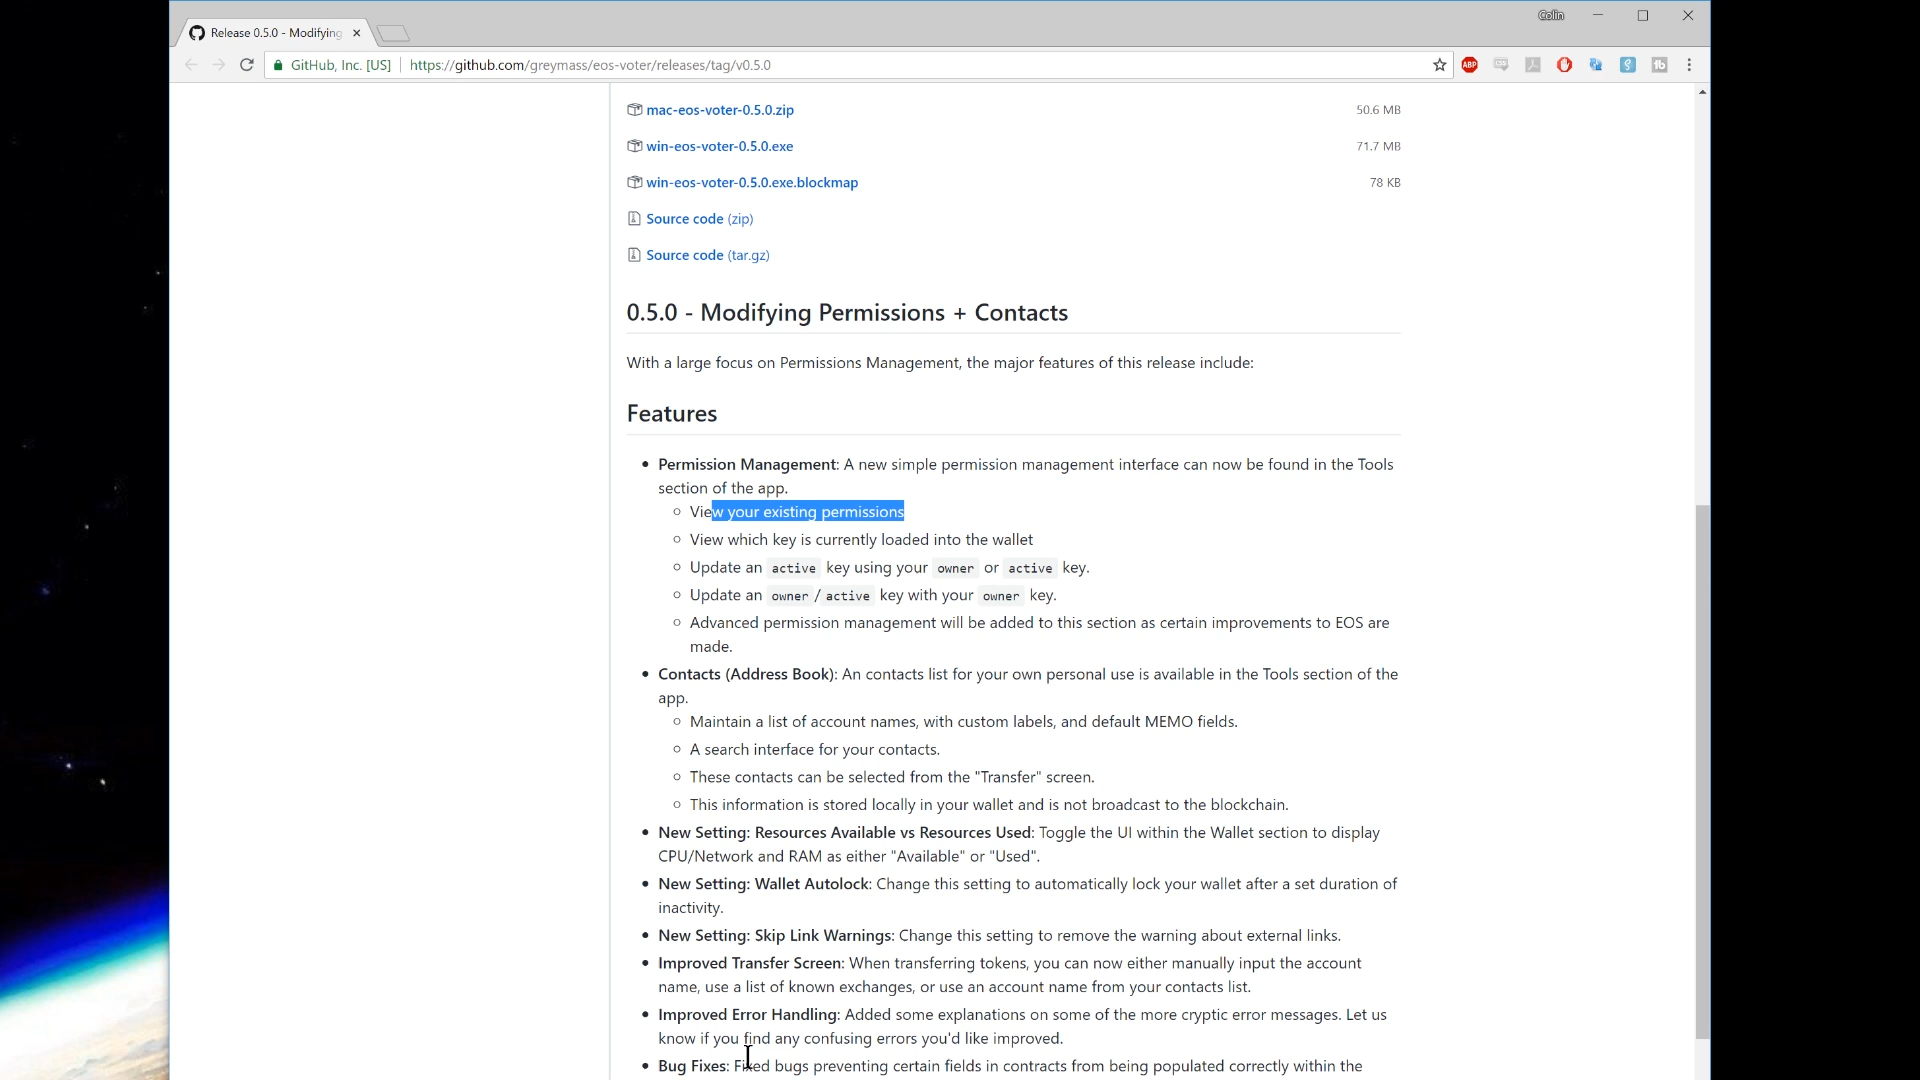 Colin
Release 0.5.0 - Modifying
GitHub, Inc. [US]
https://github.com/greymass/eos-voter/releases/tag/v0.5.0
ABP
mac-eos-voter-0.5.0.zip 50.6 MB
win-eos-voter-0.5.0.exe 71.7 MB
win-eos-voter-0.5.0.exe.blockmap 78 KB
Source code (zip)
Source code (tar.gz)
0.5.0 - Modifying Permissions + Contacts
With a large focus on Permissions Management, the major features of this release include:
Features
Permission Management: A new simple permission management interface can now be found in the Tools
section of the app.
View your existing permissions
View which key is currently loaded into the wallet
Update an active key using your owner or active key.
Update an owner / active key with your owner key.
Advanced permission management will be added to this section as certain improvements to EOS are
made.
Contacts (Address Book): An contacts list for your own personal use is available in the Tools section of the
app.
Maintain a list of account names, with custom labels, and default MEMO fields.
A search interface for your contacts.
These contacts can be selected from the "Transfer" screen.
This information is stored locally in your wallet and is not broadcast to the blockchain.
New Setting: Resources Available vs Resources Used: Toggle the UI within the Wallet section to display
CPU/Network and RAM as either "Available" or "Used".
New Setting: Wallet Autolock: Change this setting to automatically lock your wallet after a set duration of
inactivity.
New Setting: Skip Link Warnings: Change this setting to remove the warning about external links.
Improved Transfer Screen: When transferring tokens, you can now either manually input the account
name, use a list of known exchanges, or use an account name from your contacts list.
Improved Error Handling: Added some explanations on some of the more cryptic error messages. Let us
know if you find any confusing errors you'd like improved.
Bug Fixes: Fixed bugs preventing certain fields in contracts from being populated correctly within the